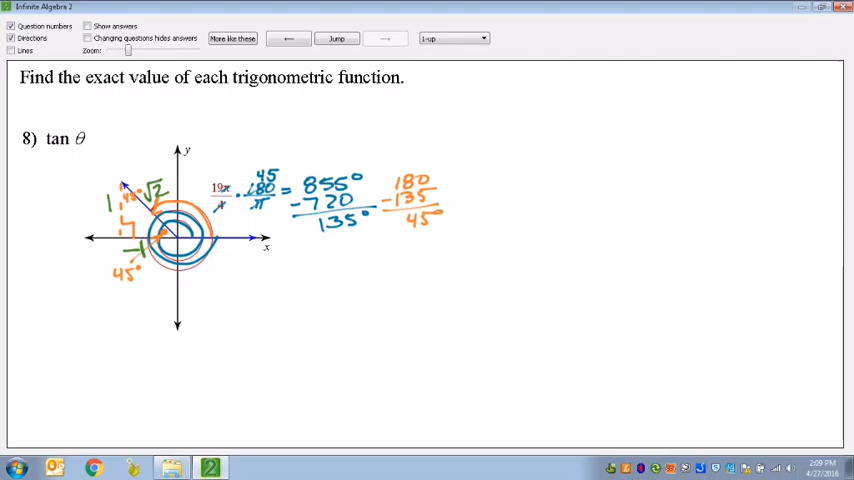 Infinite Algebra 2
Question numbers
Show answers
Directions
Changing questions hides answers
Lines
Zoom:
More like these
Jump
1-up
Find the exact value of each trigonometric function.
8) tan θ
y
x
19π/4 • 180/π = 855°
45
- 720
135°
180
- 135
45°
1
45°
√2
-1
45°
2:09 PM
4/27/2016